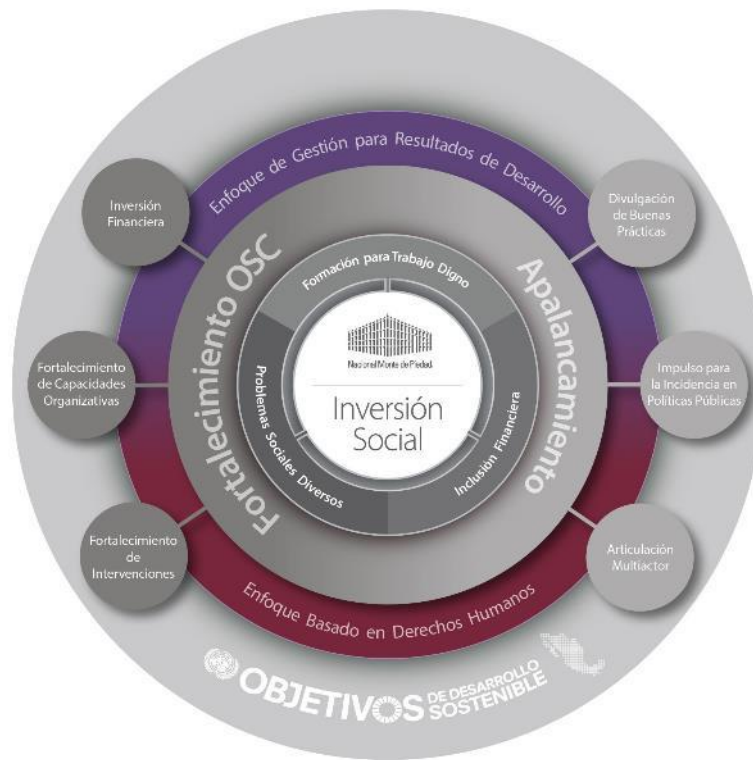 Enfoque de Gestión para Resultados de Desarrollo
Inversión
Financiera
Fortalecimiento
de Capacidades
Organizativas
Fortalecimiento
de
Intervenciones
Fortalecimiento OSC
Formación para Trabajo Digno
Problemas Sociales Diversos
Inclusión Financiera
Nacional Monte de Piedad
Inversión
Social
Apalancamiento
Divulgación
de Buenas
Prácticas
Impulso para
la Incidencia en
Políticas Públicas
Articulación
Multiactor
Enfoque Basado en Derechos Humanos
OBJETIVOS
DE DESARROLLO
SOSTENIBLE